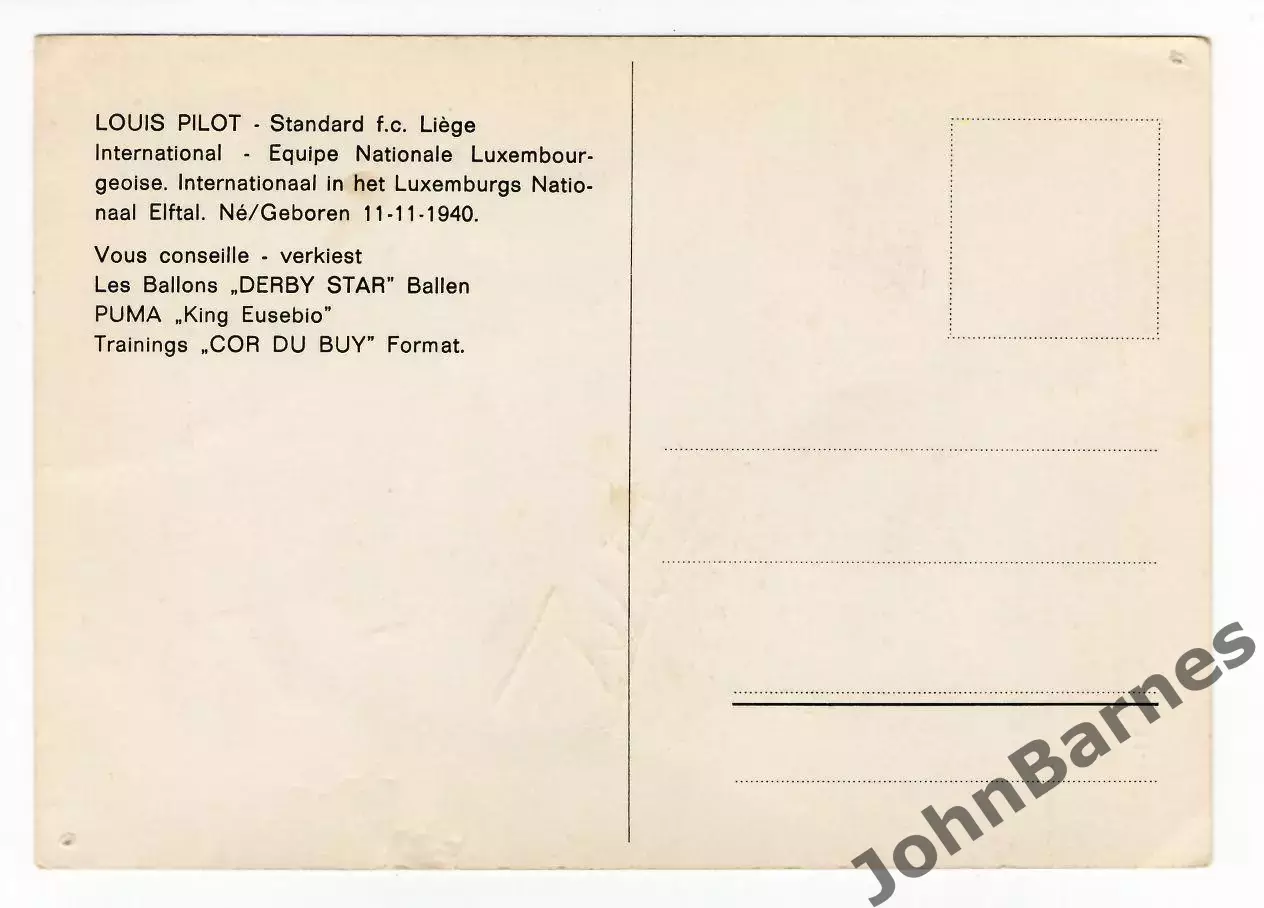 LOUIS PILOT - Standard f.c. Liège
International - Equipe Nationale Luxembour-
geoise. Internationaal in het Luxemburgs Natio-
naal Elftal. Né/Geboren 11-11-1940.
Vous conseille - verkiest
Les Ballons „DERBY STAR" Ballen
PUMA „King Eusebio"
Trainings „COR DU BUY" Format.
JohnBarnes